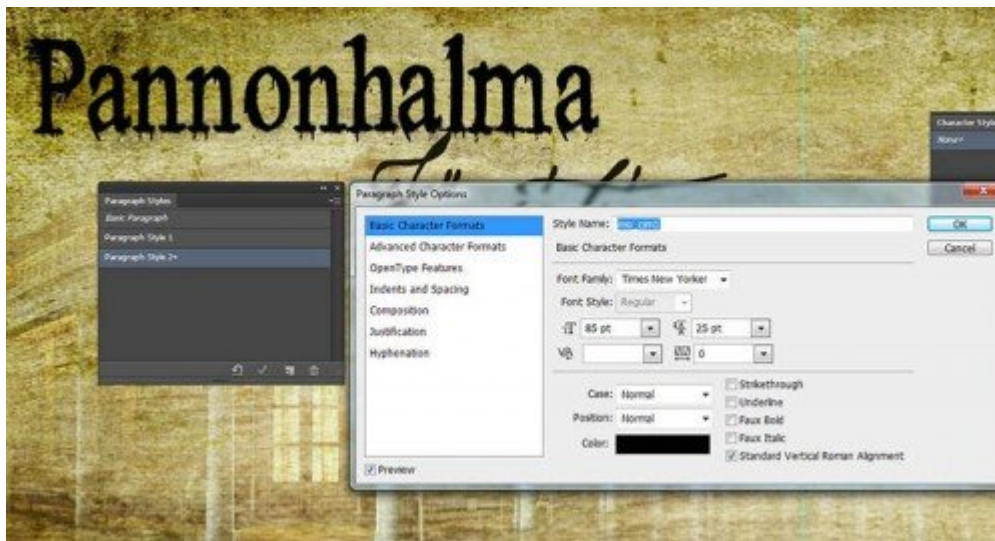 Pannonhalma
Paragraph Styles
Basic Paragraph
Paragraph Style 1
Paragraph Style 2+
Character Style
None+
Paragraph Style Options
Basic Character Formats
Advanced Character Formats
OpenType Features
Indents and Spacing
Composition
Justification
Hyphenation
Preview
Style Name:
Basic Character Formats
Font Family: Times New Yorker
Font Style: Regular
85 pt 25 pt
0
Case: Normal
Position: Normal
Color:
Strikethrough
Underline
Faux Bold
Faux Italic
Standard Vertical Roman Alignment
OK
Cancel